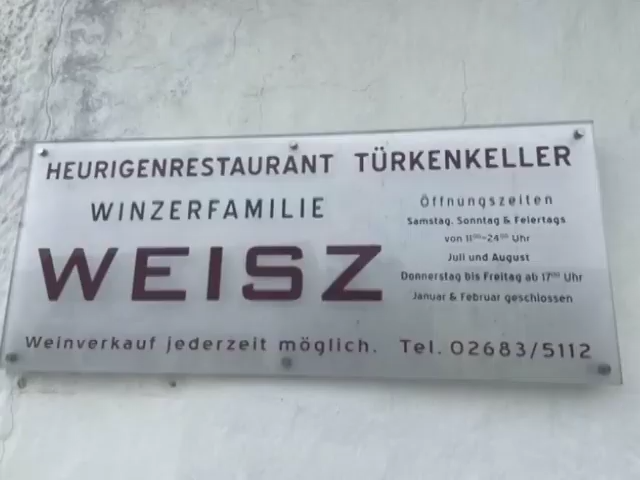 HEURIGENRESTAURANT TÜRKENKELLER
WINZERFAMILIE
WEISZ
Öffnungszeiten
Samstag, Sonntag & Feiertags
von 11⁰⁰-24⁰⁰ Uhr
Juli und August
Donnerstag bis Freitag ab 17⁰⁰ Uhr
Januar & Februar geschlossen
Weinverkauf jederzeit möglich. Tel. 02683/5112